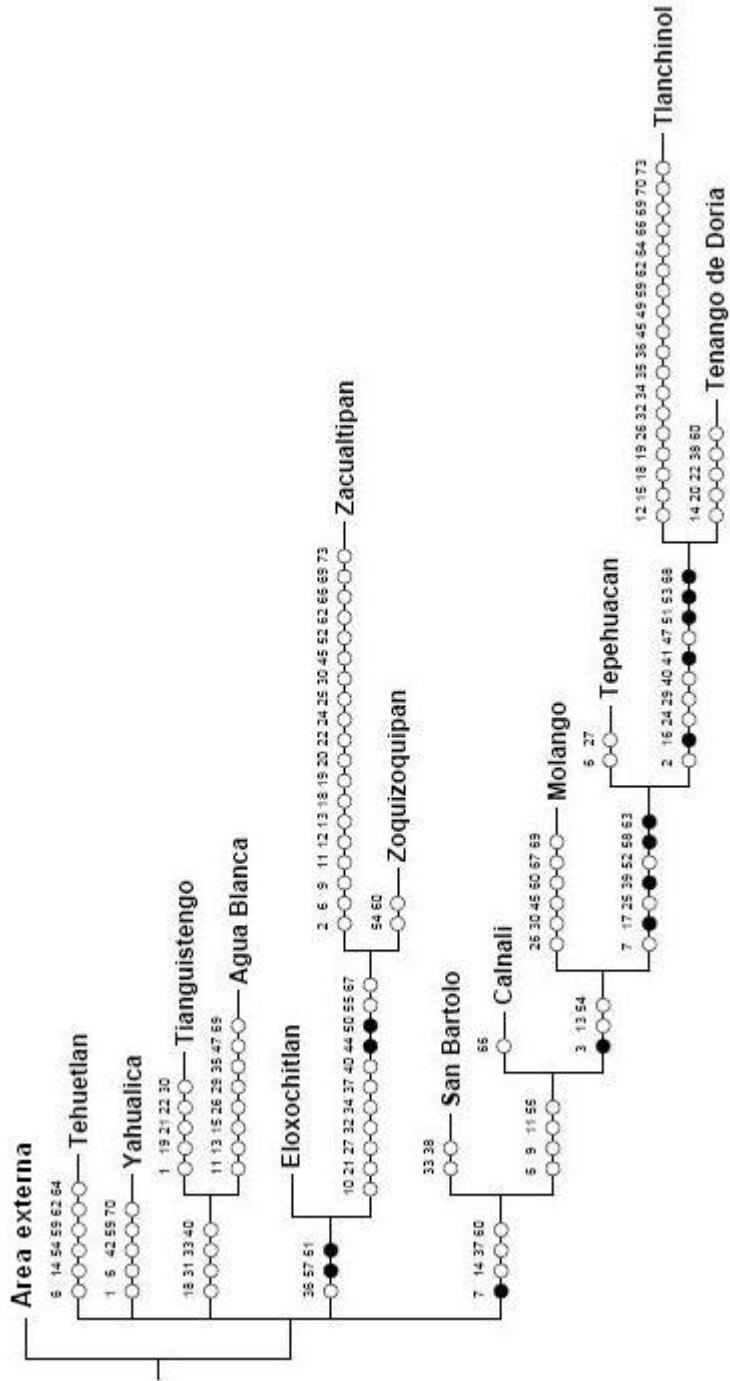 Area externa
6 14 54 59 62 64
Tehuetlan
1 6 42 59 70
Yahualica
18 31 33 40
1 19 21 22 30
Tianguistengo
11 13 15 26 29 35 47 69
Agua Blanca
36 57 61
Eloxochitlan
10 21 27 32 34 37 40 44 50 55 67
2 6 9 11 12 13 18 19 20 22 24 25 30 45 52 62 66 69 73
Zacualtipan
54 60
Zoquizoquipan
7 14 37 60
33 38
San Bartolo
6 9 11 55
66
Calnali
3 13 54
26 30 45 60 67 69
Molango
7 17 25 39 52 58 63
6 27
Tepehuacan
2 16 24 29 40 41 47 51 53 68
12 15 18 19 26 32 34 35 36 45 49 59 62 64 66 69 70 73
Tlanchinol
14 20 22 38 60
Tenango de Doria